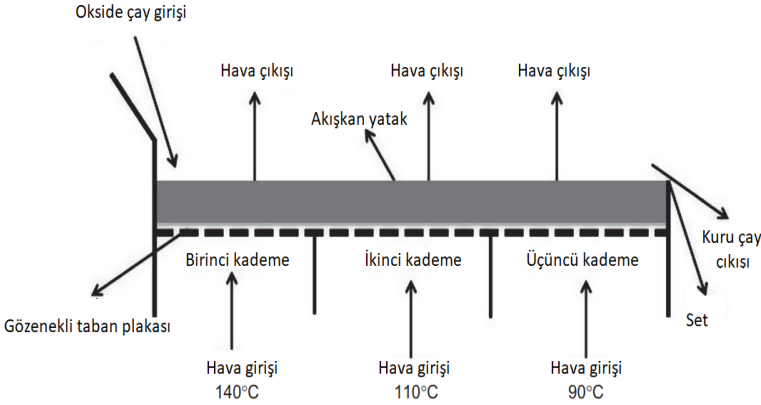 Okside çay girişi
Hava çıkışı
Hava çıkışı
Hava çıkışı
Akışkan yatak
Kuru çay
çıkışı
Birinci kademe
İkinci kademe
Üçüncü kademe
Gözenekli taban plakası
Set
Hava girişi
140°C
Hava girişi
110°C
Hava girişi
90°C